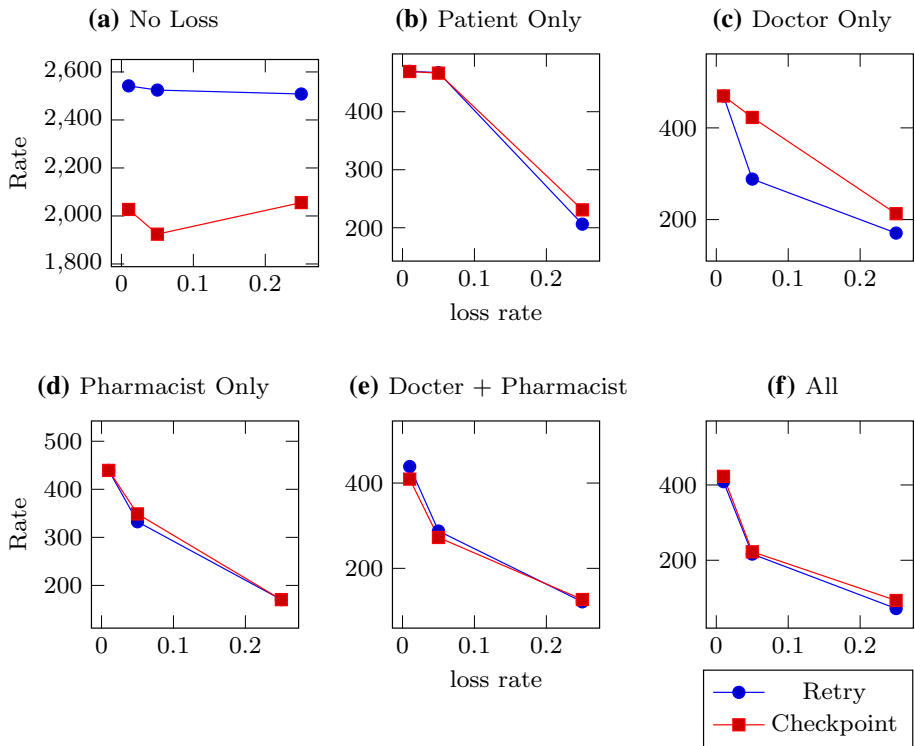 (a) No Loss
(b) Patient Only
(c) Doctor Only
2,600
2,400
2,200
2,000
1,800
Rate
0 0.1 0.2
400
300
200
0 0.1 0.2
loss rate
400
200
0 0.1 0.2
(d) Pharmacist Only
(e) Docter + Pharmacist
(f) All
500
400
300
200
Rate
0 0.1 0.2
400
200
0 0.1 0.2
loss rate
400
200
0 0.1 0.2
Retry
Checkpoint